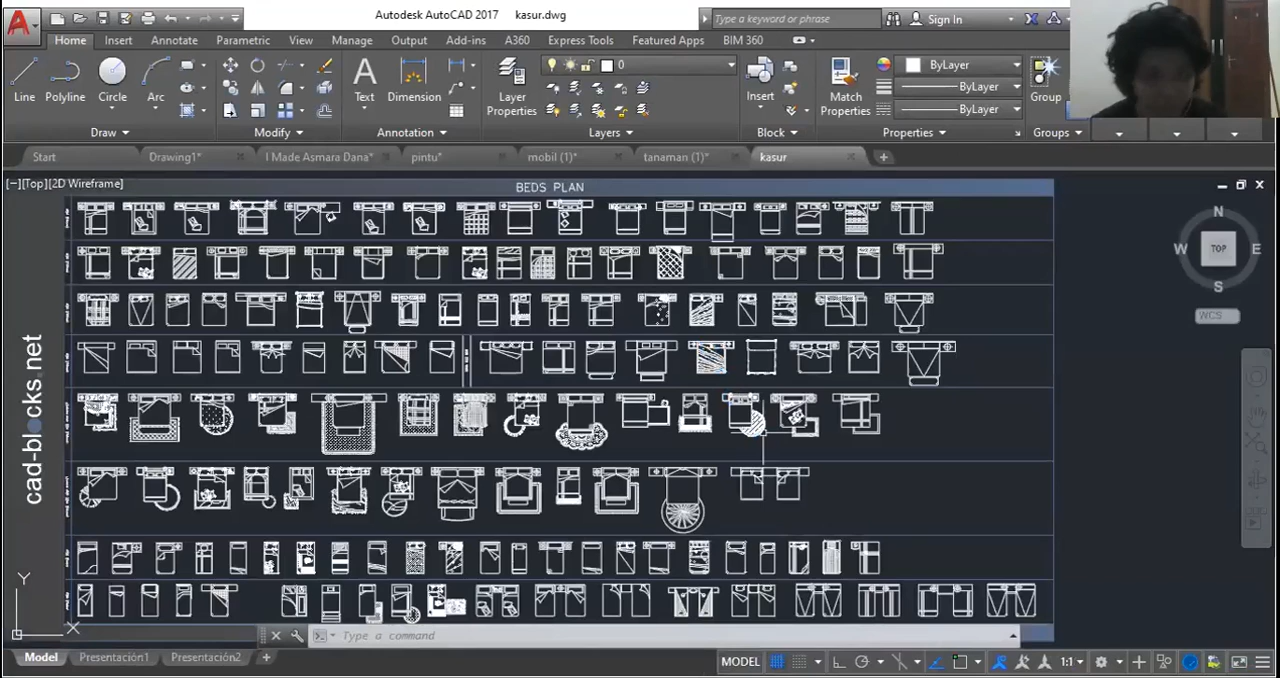 Autodesk AutoCAD 2017 kasur.dwg
Type a keyword or phrase
Sign In
Home Insert Annotate Parametric View Manage Output Add-ins A360 Express Tools Featured Apps BIM 360
Line Polyline Circle Arc
Text Dimension
Layer Properties
0
Insert
Match Properties
ByLayer
ByLayer
ByLayer
Group
Draw Modify Annotation Layers Block Properties Groups
Start Drawing1* I Made Asmara Dana* pintu* mobil (1)* tanaman (1)* kasur
[−][Top][2D Wireframe]
BEDS PLAN
N
W TOP E
S
WCS
cad-blocks.net
Y
X
Type a command
Model Presentación1 Presentación2
MODEL 1:1